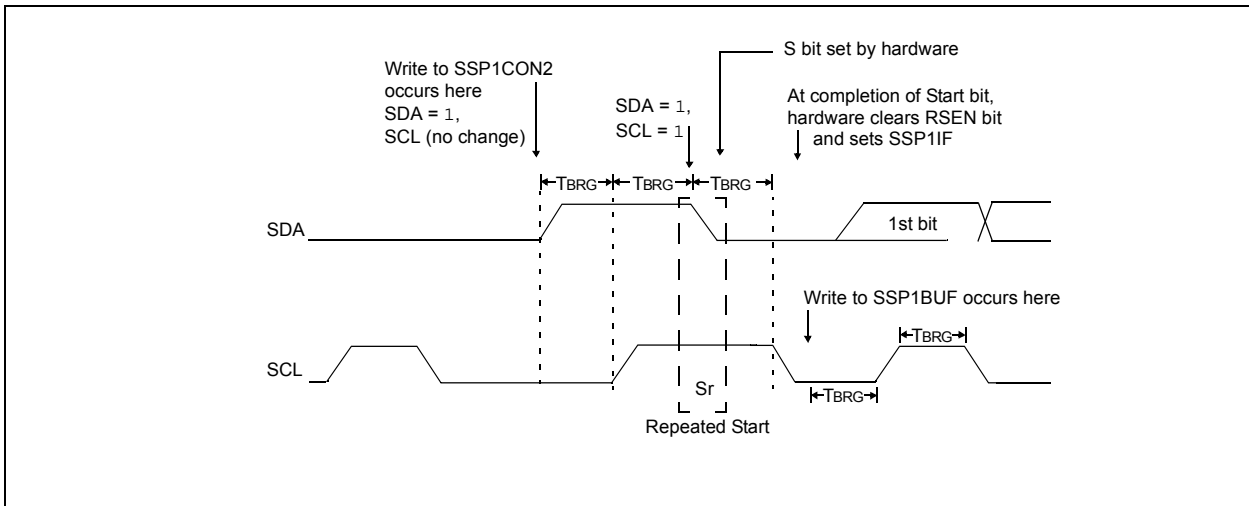 S bit set by hardware
Write to SSP1CON2
occurs here
SDA = 1,
SCL (no change)
SDA = 1,
SCL = 1
At completion of Start bit,
hardware clears RSEN bit
and sets SSP1IF
TBRG TBRG TBRG
SDA
1st bit
Write to SSP1BUF occurs here
TBRG
SCL
Sr
TBRG
Repeated Start